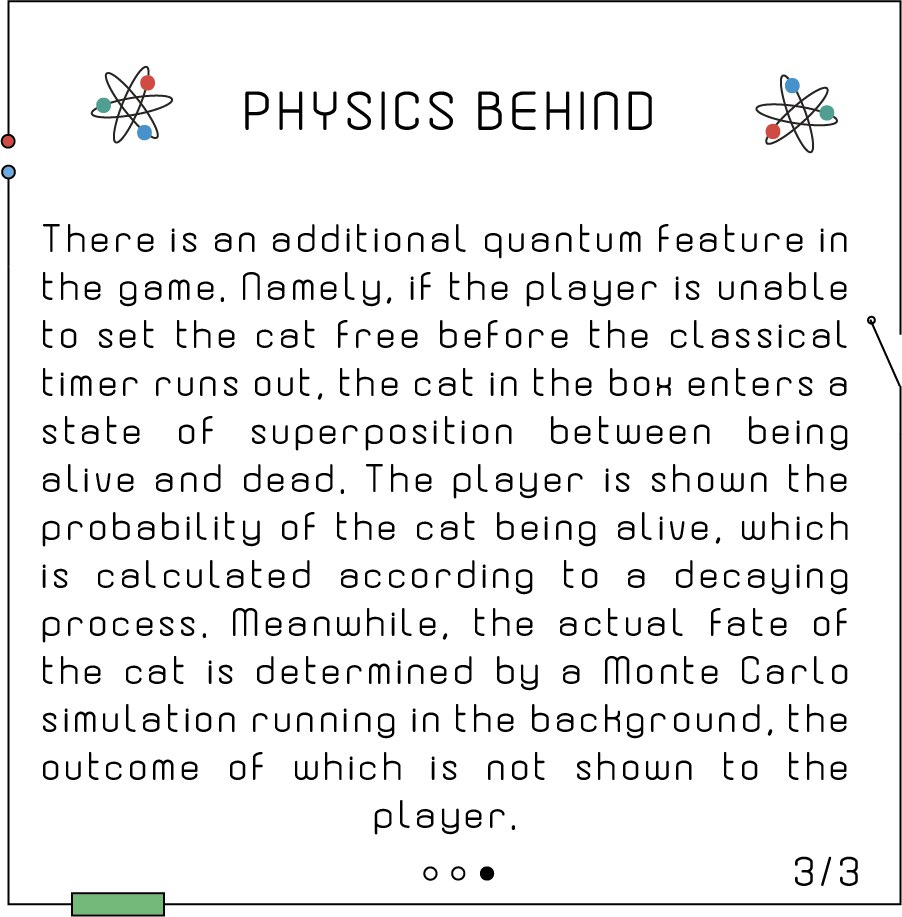 PHYSICS BEHIND
There is an additional quantum feature in
the game. Namely, if the player is unable
to set the cat free before the classical
timer runs out, the cat in the box enters a
state of superposition between being
alive and dead. The player is shown the
probability of the cat being alive, which
is calculated according to a decaying
process. Meanwhile, the actual fate of
the cat is determined by a Monte Carlo
simulation running in the background, the
outcome of which is not shown to the
player.
3/3